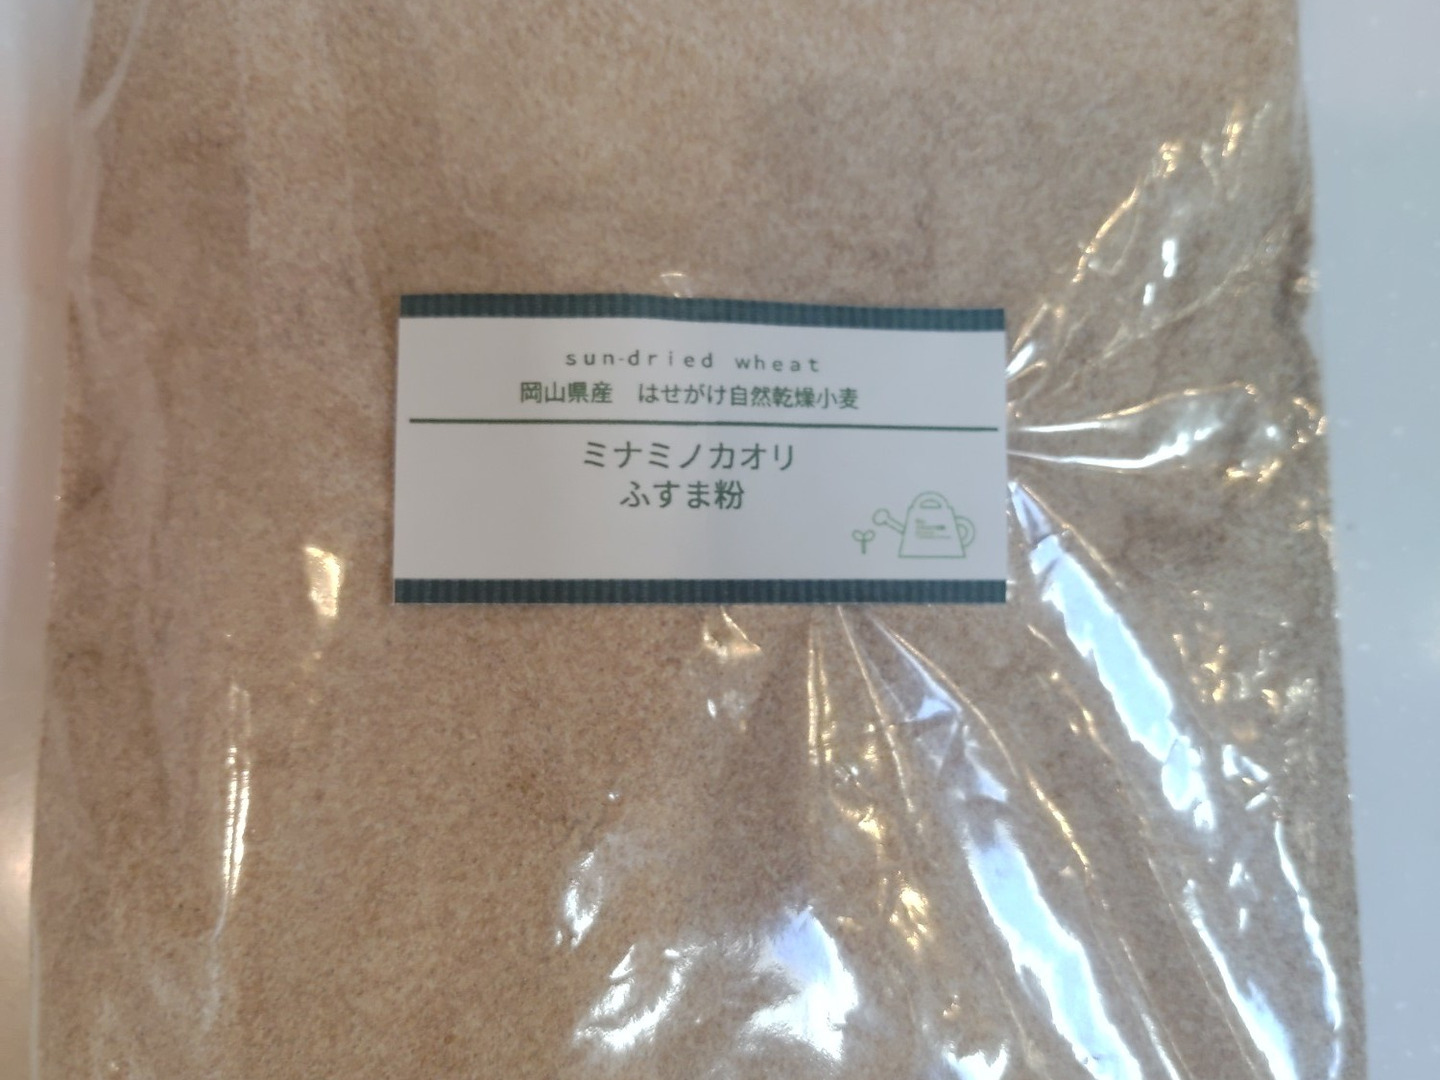 sun-dried wheat
岡山県産　はせがけ自然乾燥小麦
ミナミノカオリ
ふすま粉